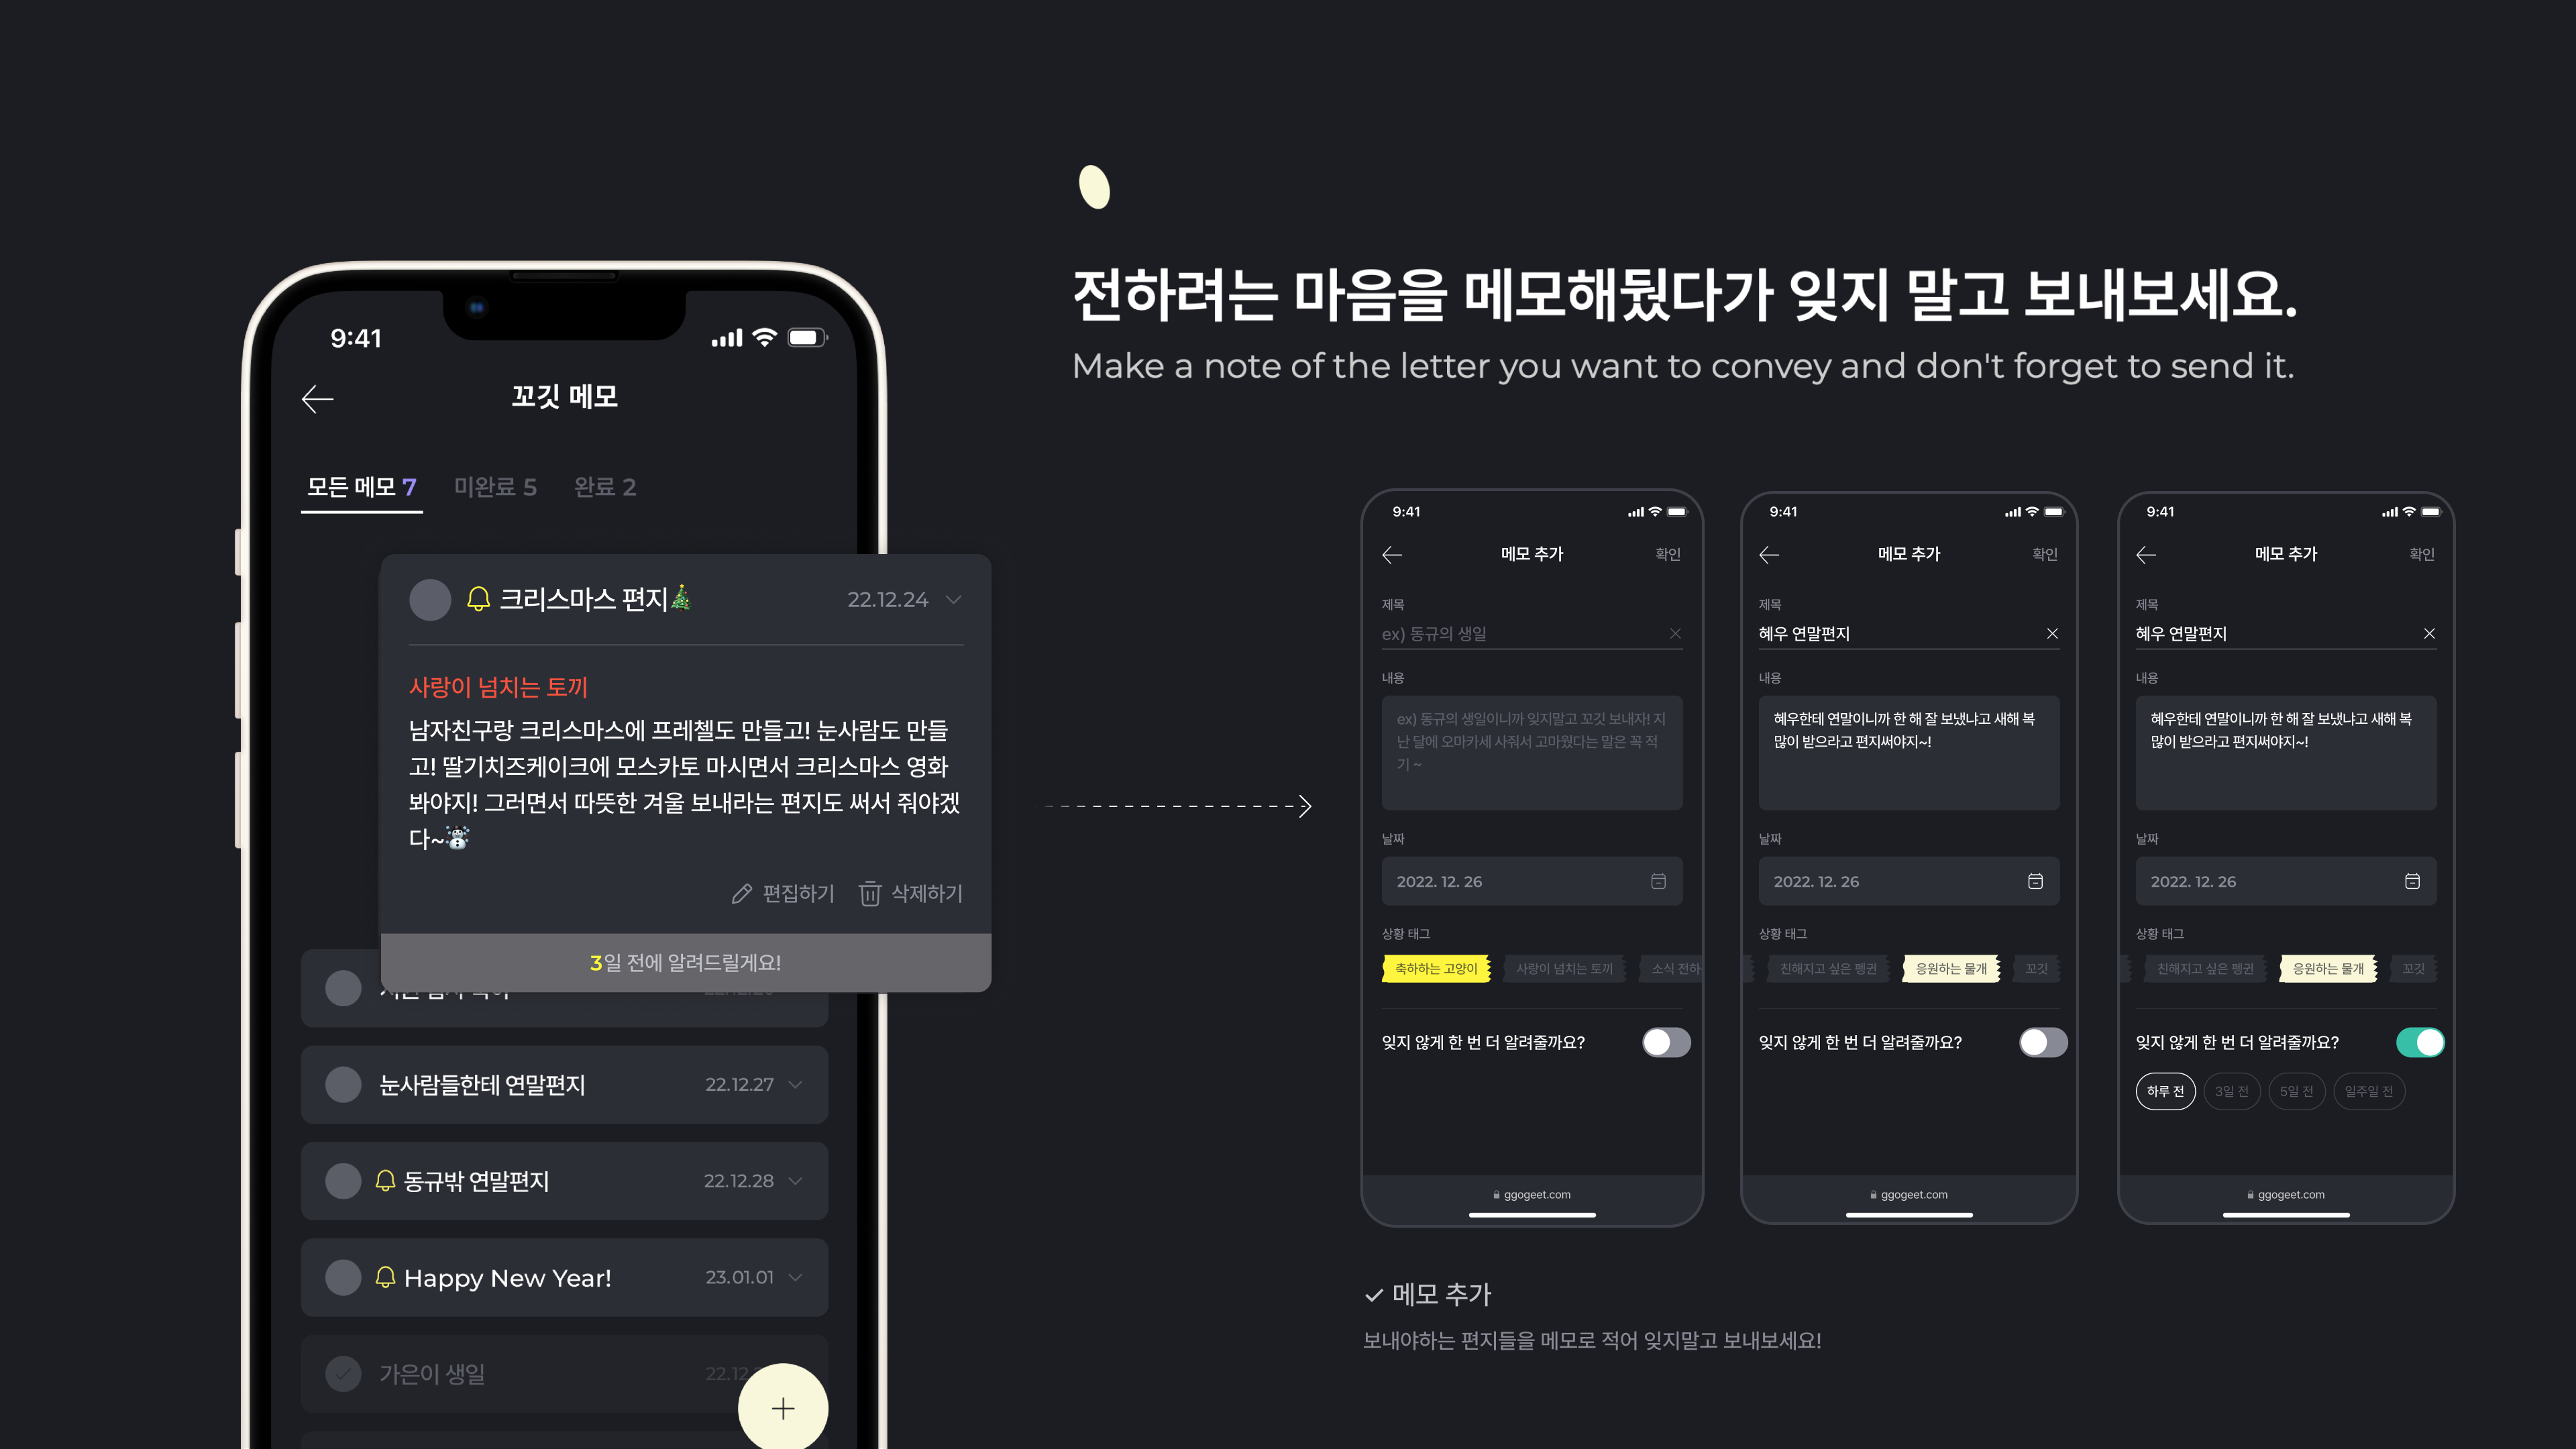 전하려는 마음을 메모해뒀다가 잊지 말고 보내보세요.
Make a note of the letter you want to convey and don't forget to send it.
9:41
꼬깃 메모
모든 메모 7 미완료 5 완료 2
크리스마스 편지🎄 22.12.24
사랑이 넘치는 토끼
남자친구랑 크리스마스에 프레첼도 만들고! 눈사람도 만들
고! 딸기치즈케이크에 모스카토 마시면서 크리스마스 영화
봐야지! 그러면서 따뜻한 겨울 보내라는 편지도 써서 줘야겠
다~☃️
편집하기 삭제하기
3일 전에 알려드릴게요!
눈사람들한테 연말편지 22.12.27
동규밖 연말편지 22.12.28
Happy New Year! 23.01.01
가은이 생일 22.12
9:41
메모 추가 확인
제목
ex) 동규의 생일
내용
ex) 동규의 생일이니까 잊지말고 꼬깃 보내자! 지
난 달에 오마카세 사줘서 고마웠다는 말은 꼭 적
기 ~
날짜
2022. 12. 26
상황 태그
축하하는 고양이 사랑이 넘치는 토끼 소식 전하
잊지 않게 한 번 더 알려줄까요?
ggogeet.com
9:41
메모 추가 확인
제목
혜우 연말편지
내용
혜우한테 연말이니까 한 해 잘 보냈냐고 새해 복
많이 받으라고 편지써야지~!
날짜
2022. 12. 26
상황 태그
친해지고 싶은 펭귄 응원하는 물개 꼬깃
잊지 않게 한 번 더 알려줄까요?
ggogeet.com
9:41
메모 추가 확인
제목
혜우 연말편지
내용
혜우한테 연말이니까 한 해 잘 보냈냐고 새해 복
많이 받으라고 편지써야지~!
날짜
2022. 12. 26
상황 태그
친해지고 싶은 펭귄 응원하는 물개 꼬깃
잊지 않게 한 번 더 알려줄까요?
하루 전 3일 전 5일 전 일주일 전
ggogeet.com
메모 추가
보내야하는 편지들을 메모로 적어 잊지말고 보내보세요!